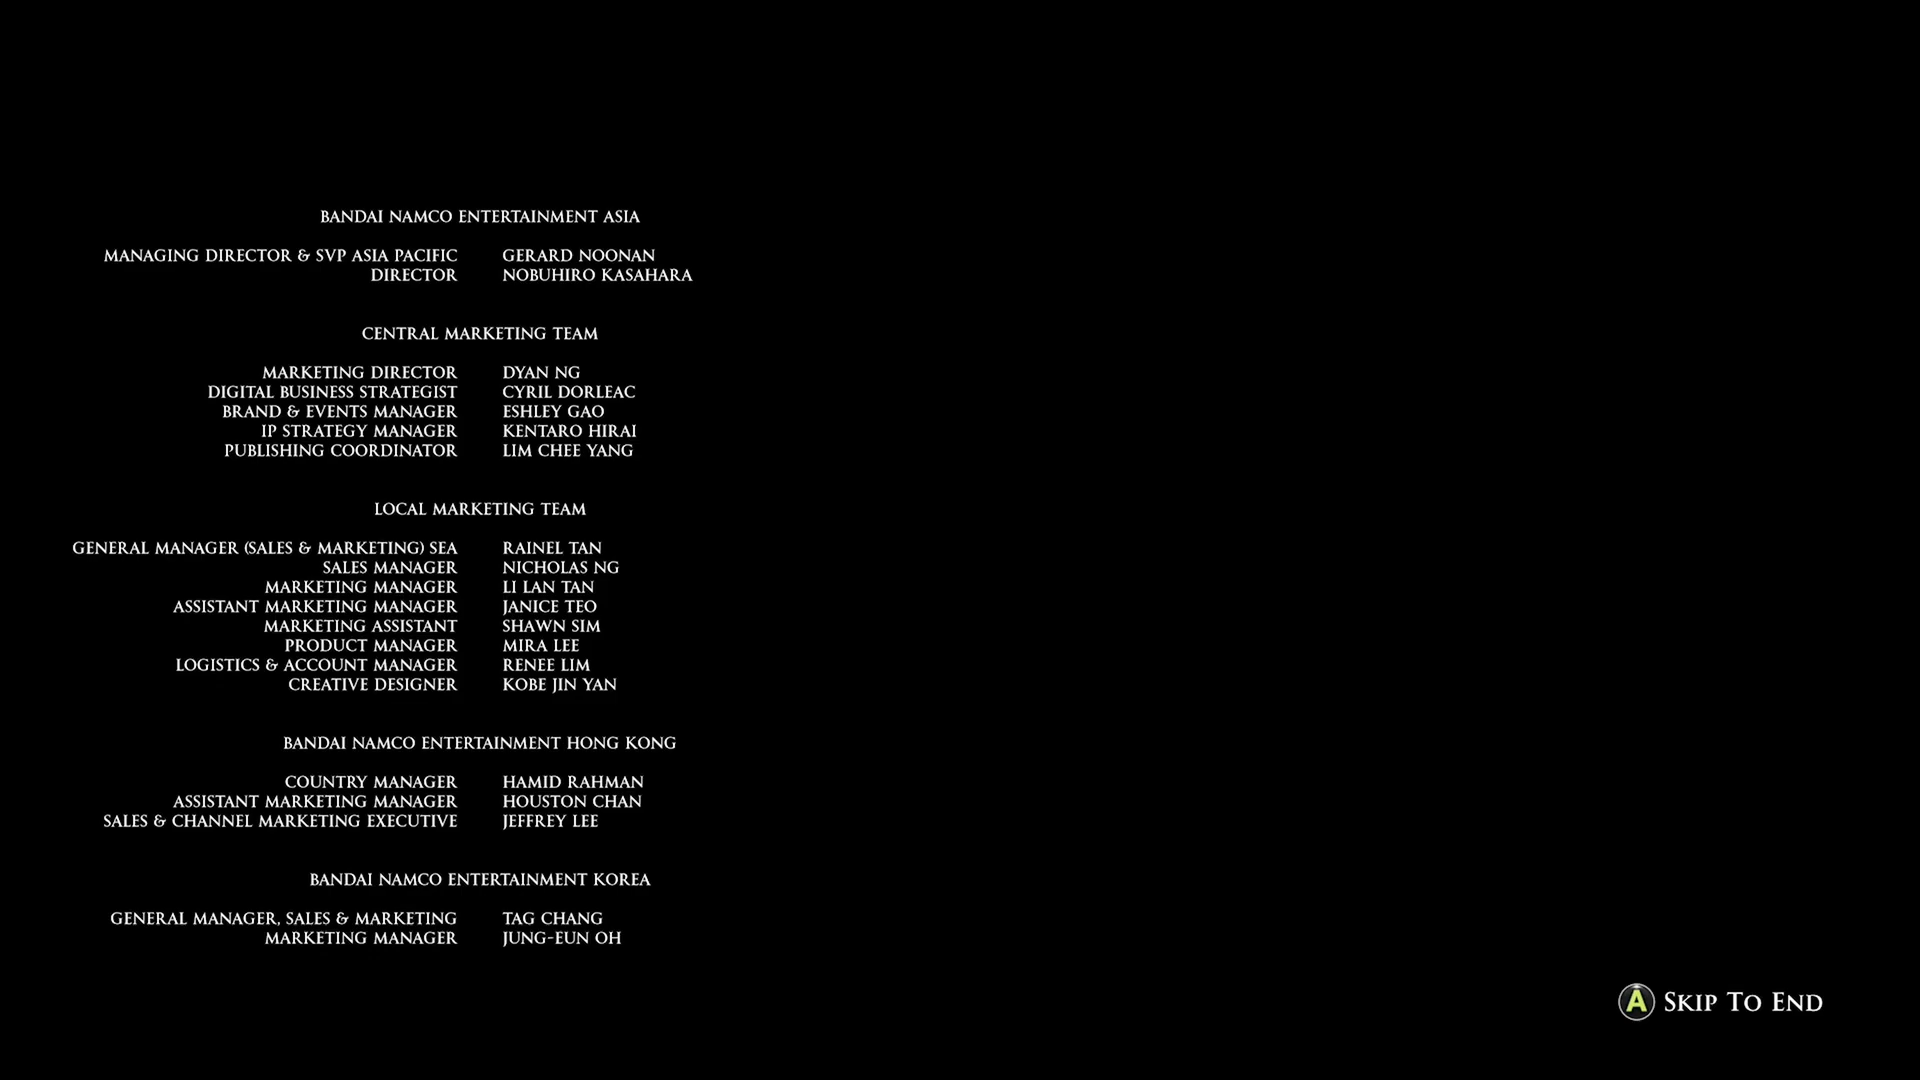 BANDAI NAMCO ENTERTAINMENT ASIA
MANAGING DIRECTOR & SVP ASIA PACIFIC GERARD NOONAN
DIRECTOR NOBUHIRO KASAHARA
CENTRAL MARKETING TEAM
MARKETING DIRECTOR DYAN NG
DIGITAL BUSINESS STRATEGIST CYRIL DORLEAC
BRAND & EVENTS MANAGER ESHLEY GAO
IP STRATEGY MANAGER KENTARO HIRAI
PUBLISHING COORDINATOR LIM CHEE YANG
LOCAL MARKETING TEAM
GENERAL MANAGER (SALES & MARKETING) SEA RAINEL TAN
SALES MANAGER NICHOLAS NG
MARKETING MANAGER LI LAN TAN
ASSISTANT MARKETING MANAGER JANICE TEO
MARKETING ASSISTANT SHAWN SIM
PRODUCT MANAGER MIRA LEE
LOGISTICS & ACCOUNT MANAGER RENEE LIM
CREATIVE DESIGNER KOBE JIN YAN
BANDAI NAMCO ENTERTAINMENT HONG KONG
COUNTRY MANAGER HAMID RAHMAN
ASSISTANT MARKETING MANAGER HOUSTON CHAN
SALES & CHANNEL MARKETING EXECUTIVE JEFFREY LEE
BANDAI NAMCO ENTERTAINMENT KOREA
GENERAL MANAGER, SALES & MARKETING TAG CHANG
MARKETING MANAGER JUNG-EUN OH
A SKIP TO END